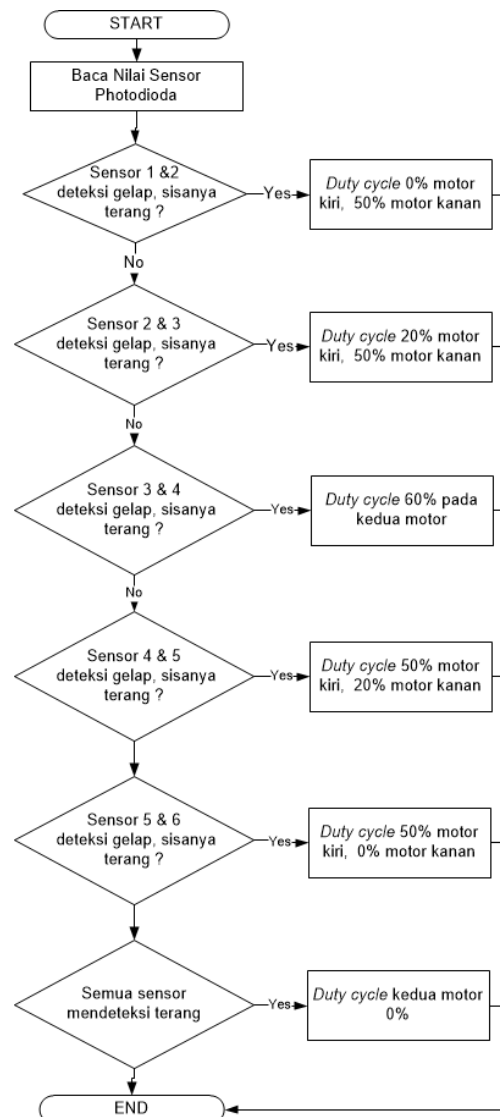 START
Baca Nilai Sensor
Photodioda
Sensor 1 &2
deteksi gelap, sisanya
terang ?
Yes
Duty cycle 0% motor
kiri, 50% motor kanan
No
Sensor 2 & 3
deteksi gelap, sisanya
terang ?
Yes
Duty cycle 20% motor
kiri, 50% motor kanan
No
Sensor 3 & 4
deteksi gelap, sisanya
terang ?
Yes
Duty cycle 60% pada
kedua motor
No
Sensor 4 & 5
deteksi gelap, sisanya
terang ?
Yes
Duty cycle 50% motor
kiri, 20% motor kanan
Sensor 5 & 6
deteksi gelap, sisanya
terang ?
Yes
Duty cycle 50% motor
kiri, 0% motor kanan
Semua sensor
mendeteksi terang
Yes
Duty cycle kedua motor
0%
END